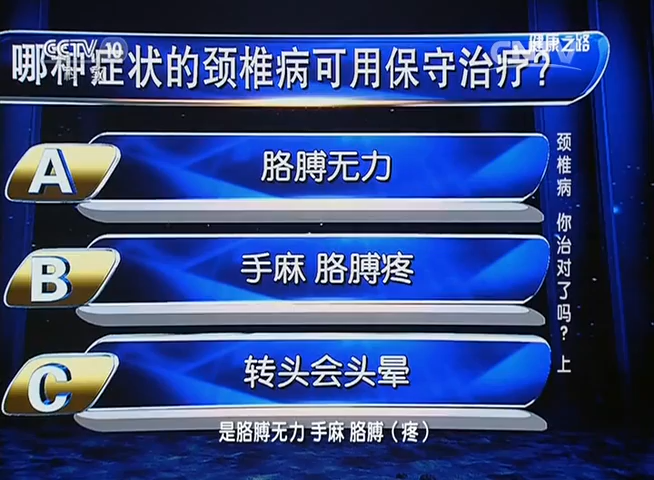 CCTV 10
健康之路
哪种症状的颈椎病可用保守治疗？
A 胳膊无力
B 手麻 胳膊疼
C 转头会头晕
颈椎病 你治对了吗？ 上
是胳膊无力 手麻 胳膊（疼）